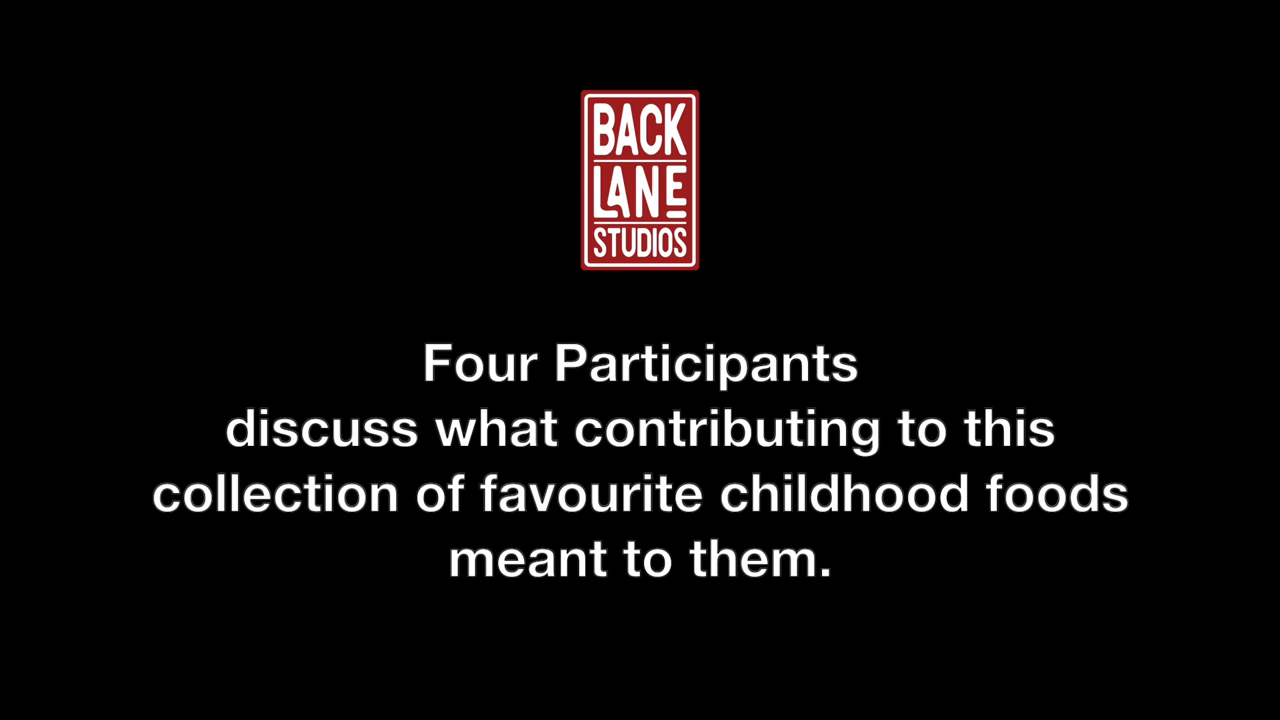 BACK
LANE
STUDIOS
Four Participants
discuss what contributing to this
collection of favourite childhood foods
meant to them.